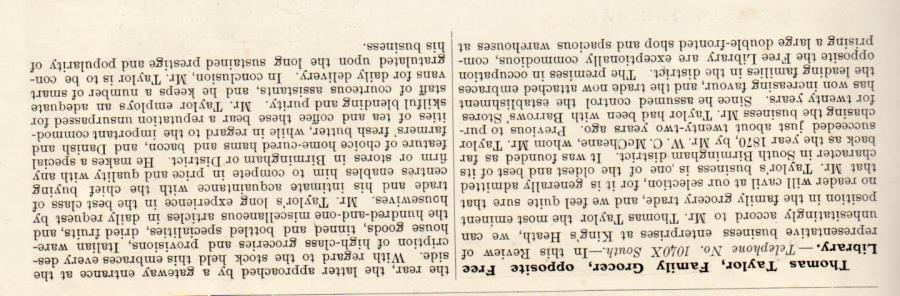 Thomas Taylor, Family Grocer, opposite Free
Library.—Telephone No. 1040X South.—In this Review of
representative business enterprises at King's Heath, we can
unhesitatingly accord to Mr. Thomas Taylor the most eminent
position in the family grocery trade, and we feel quite sure that
no reader will cavil at our selection, for it is generally admitted
that Mr. Taylor's business is one of the oldest and best of its
character in South Birmingham district. It was founded as far
back as the year 1870, by Mr. W. C. McCheane, whom Mr. Taylor
succeeded just about twenty-two years ago. Previous to pur-
chasing the business Mr. Taylor had been with Barrows' Stores
for twenty years. Since he assumed control the establishment
has won increasing favour, and the trade now attached embraces
the leading families in the district. The premises in occupation
opposite the Free Library are exceptionally commodious, com-
prising a large double-fronted shop and spacious warehouses at
the rear, the latter approached by a gateway entrance at the
side. With regard to the stock held this embraces every des-
cription of high-class groceries and provisions, Italian ware-
house goods, tinned and bottled specialities, dried fruits, and
the hundred-and-one miscellaneous articles in daily request by
housewives. Mr. Taylor's long experience in the best class of
trade and his intimate acquaintance with the chief buying
centres enables him to compete in price and quality with any
firm or stores in Birmingham or District. He makes a special
feature of choice home-cured hams and bacon, and Danish and
farmers' fresh butter, while in regard to the important commod-
ities of tea and coffee these bear a reputation unsurpassed for
skilful blending and purity. Mr. Taylor employs an adequate
staff of courteous assistants, and he keeps a number of smart
vans for daily delivery. In conclusion, Mr. Taylor is to be con-
gratulated upon the long sustained prestige and popularity of
his business.